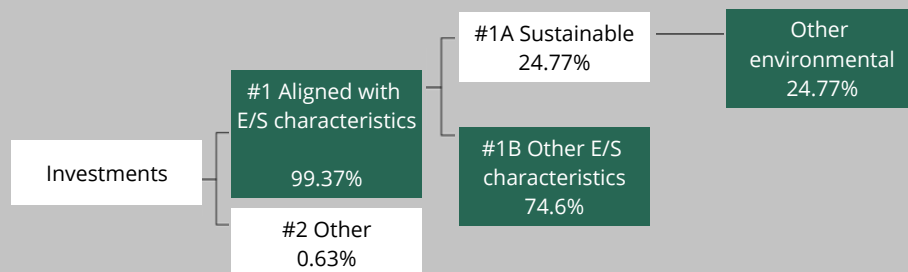 Investments
#1 Aligned with
E/S characteristics
99.37%
#2 Other
0.63%
#1A Sustainable
24.77%
#1B Other E/S
characteristics
74.6%
Other
environmental
24.77%